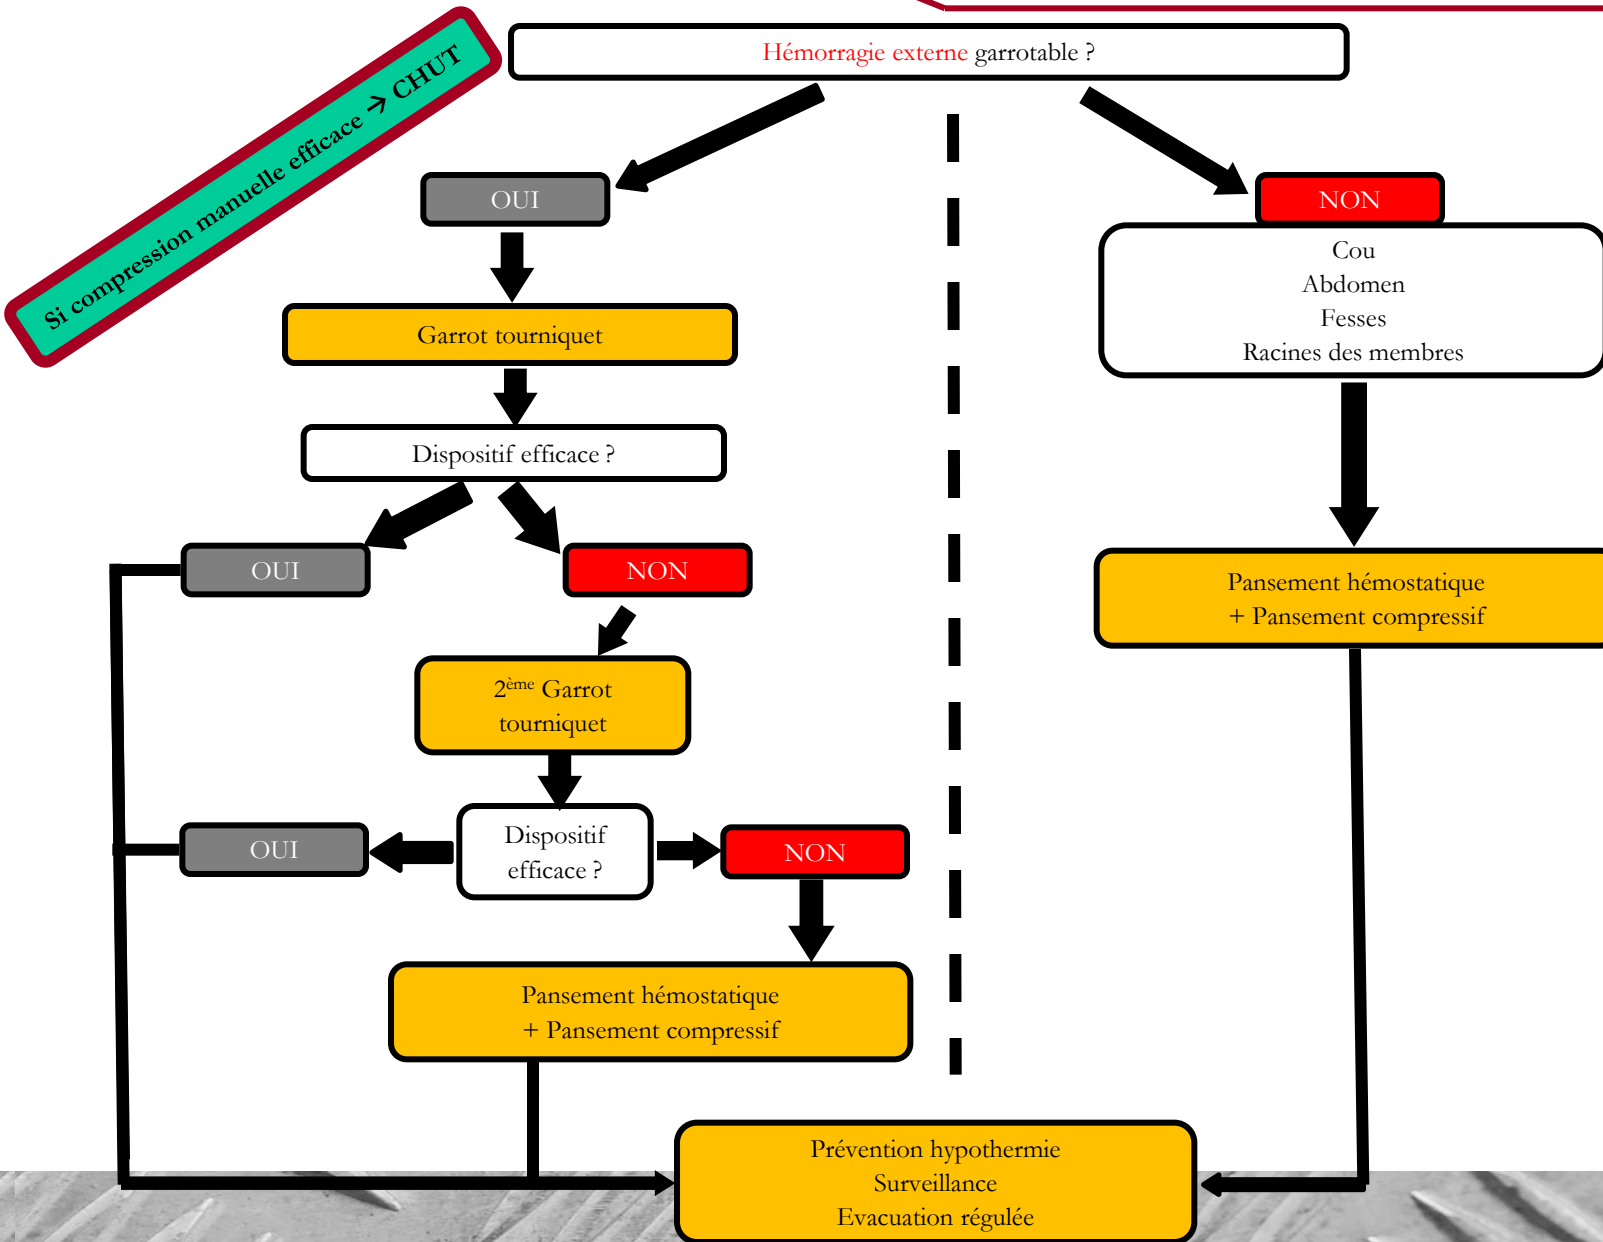 Si compression manuelle efficace → CHUT
Hémorragie externe garrotable ?
OUI
NON
Cou
Abdomen
Fesses
Racines des membres
Garrot tourniquet
Dispositif efficace ?
OUI
NON
Pansement hémostatique
+ Pansement compressif
2ème Garrot
tourniquet
OUI
Dispositif
efficace ?
NON
Pansement hémostatique
+ Pansement compressif
Prévention hypothermie
Surveillance
Evacuation régulée